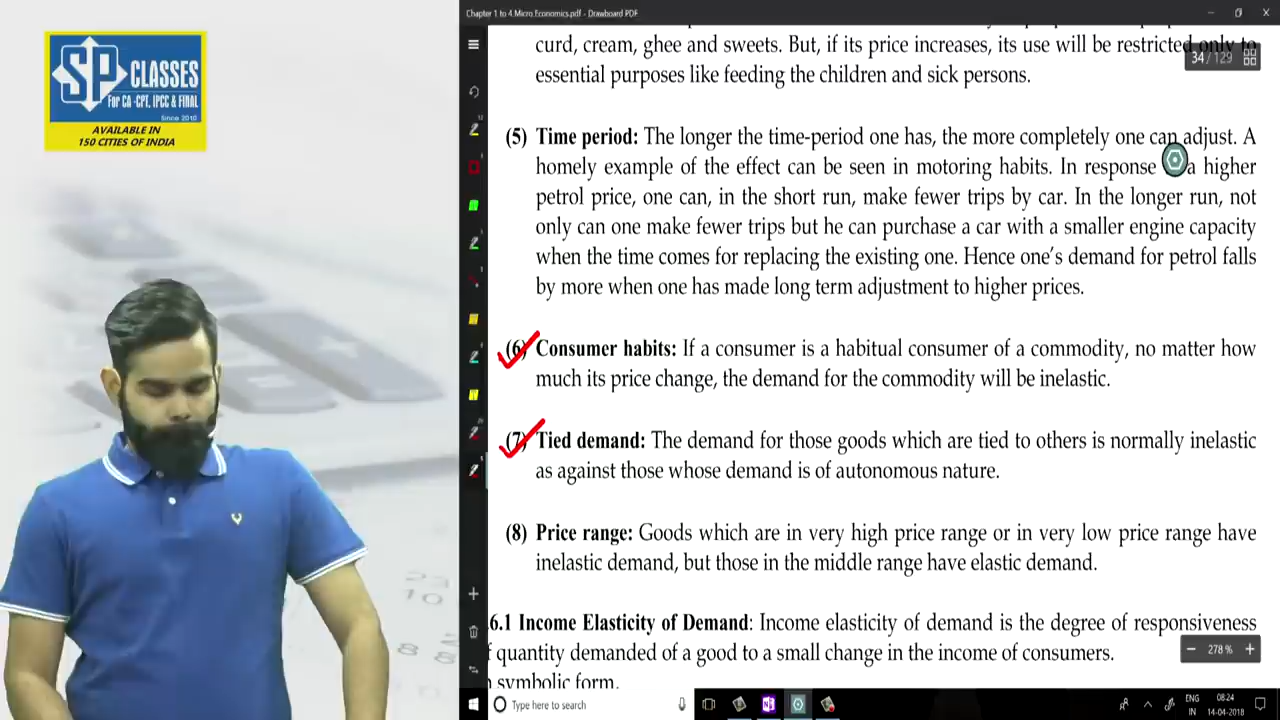 Chapter 1 to 4 Micro Economics.pdf - Drawboard PDF
SP CLASSES
For CA -CPT, IPCC & FINAL
Since 2010
AVAILABLE IN
150 CITIES OF INDIA
curd, cream, ghee and sweets. But, if its price increases, its use will be restricted only to
34 / 129
essential purposes like feeding the children and sick persons.
(5) Time period: The longer the time-period one has, the more completely one can adjust. A
homely example of the effect can be seen in motoring habits. In response a higher
petrol price, one can, in the short run, make fewer trips by car. In the longer run, not
only can one make fewer trips but he can purchase a car with a smaller engine capacity
when the time comes for replacing the existing one. Hence one's demand for petrol falls
by more when one has made long term adjustment to higher prices.
(6) Consumer habits: If a consumer is a habitual consumer of a commodity, no matter how
much its price change, the demand for the commodity will be inelastic.
(7) Tied demand: The demand for those goods which are tied to others is normally inelastic
as against those whose demand is of autonomous nature.
(8) Price range: Goods which are in very high price range or in very low price range have
inelastic demand, but those in the middle range have elastic demand.
.6.1 Income Elasticity of Demand: Income elasticity of demand is the degree of responsiveness
quantity demanded of a good to a small change in the income of consumers.
symbolic form.
278 %
Type here to search
ENG
IN
08:24
14-04-2018